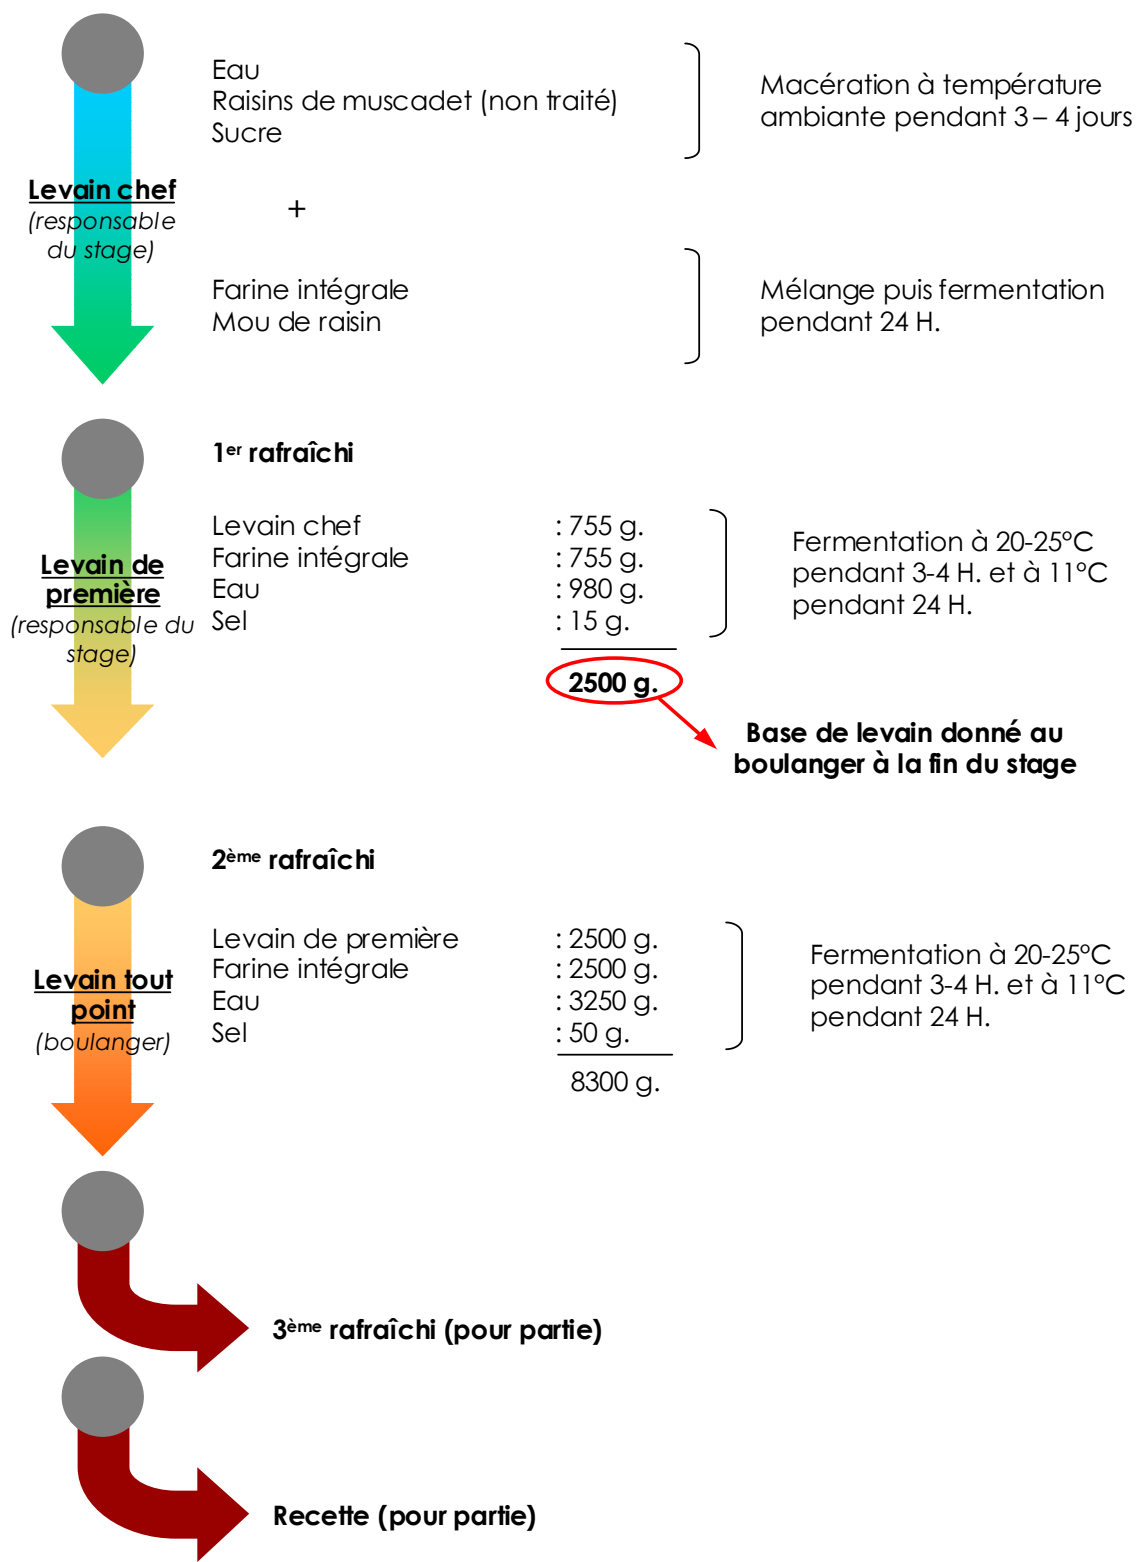 Eau
Raisins de muscadet (non traité)
Sucre
Macération à température
ambiante pendant 3 – 4 jours
Levain chef
(responsable
du stage)
+
Farine intégrale
Mou de raisin
Mélange puis fermentation
pendant 24 H.
1er rafraîchi
Levain chef : 755 g.
Farine intégrale : 755 g.
Eau : 980 g.
Sel : 15 g.
2500 g.
Fermentation à 20-25°C
pendant 3-4 H. et à 11°C
pendant 24 H.
Levain de
première
(responsable du
stage)
Base de levain donné au
boulanger à la fin du stage
2ème rafraîchi
Levain de première : 2500 g.
Farine intégrale : 2500 g.
Eau : 3250 g.
Sel : 50 g.
8300 g.
Fermentation à 20-25°C
pendant 3-4 H. et à 11°C
pendant 24 H.
Levain tout
point
(boulanger)
3ème rafraîchi (pour partie)
Recette (pour partie)